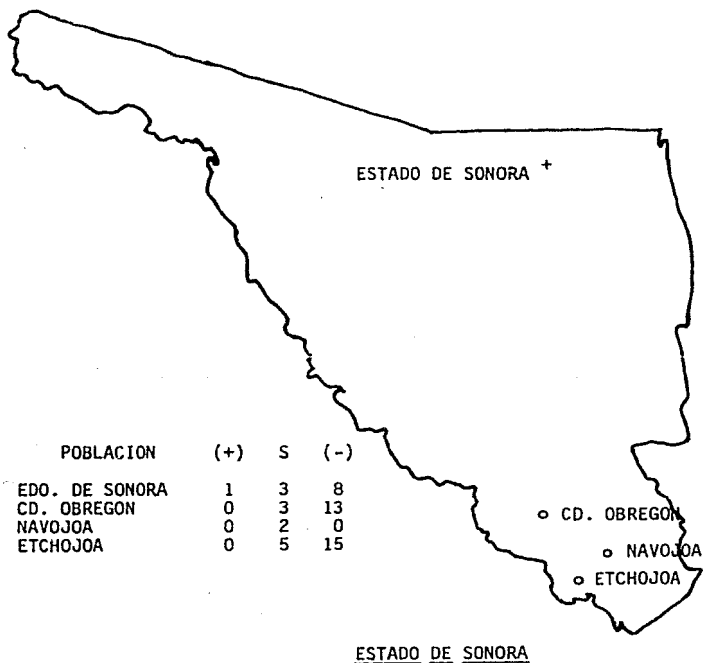 ESTADO DE SONORA +
POBLACION (+) S (-)
EDO. DE SONORA 1 3 8
CD. OBREGON 0 3 13
NAVOJOA 0 2 0
ETCHOJOA 0 5 15
CD. OBREGON
NAVOJOA
ETCHOJOA
ESTADO DE SONORA